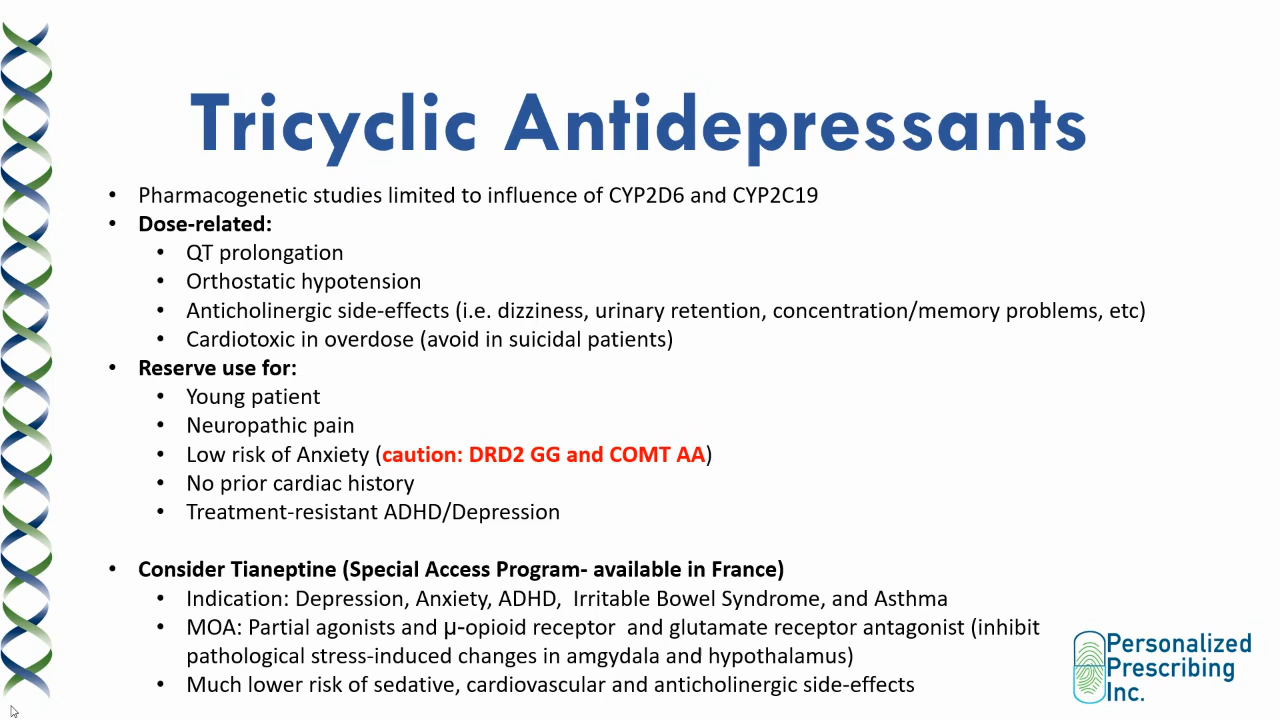 Tricyclic Antidepressants
• Pharmacogenetic studies limited to influence of CYP2D6 and CYP2C19
• Dose-related:
• QT prolongation
• Orthostatic hypotension
• Anticholinergic side-effects (i.e. dizziness, urinary retention, concentration/memory problems, etc)
• Cardiotoxic in overdose (avoid in suicidal patients)
• Reserve use for:
• Young patient
• Neuropathic pain
• Low risk of Anxiety (caution: DRD2 GG and COMT AA)
• No prior cardiac history
• Treatment-resistant ADHD/Depression
• Consider Tianeptine (Special Access Program- available in France)
• Indication: Depression, Anxiety, ADHD,  Irritable Bowel Syndrome, and Asthma
• MOA: Partial agonists and µ-opioid receptor  and glutamate receptor antagonist (inhibit
pathological stress-induced changes in amgydala and hypothalamus)
• Much lower risk of sedative, cardiovascular and anticholinergic side-effects
Personalized
Prescribing
Inc.